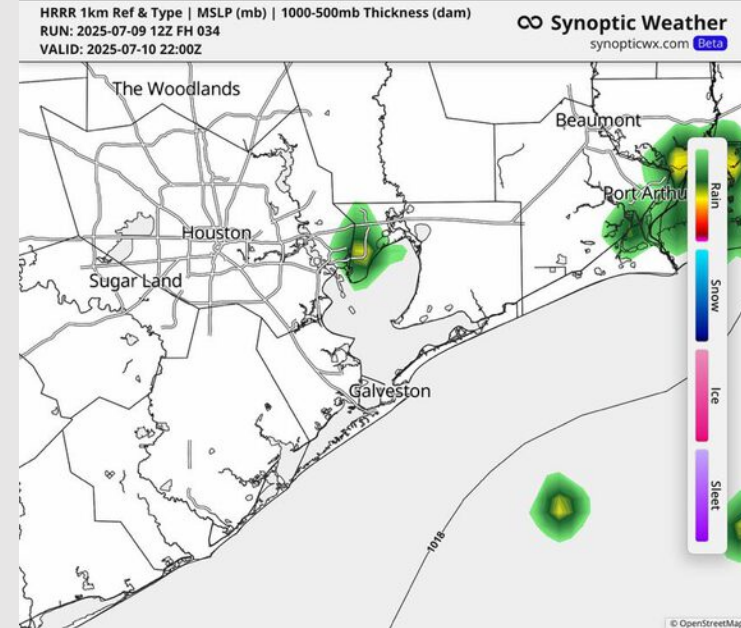 HRRR 1km Ref & Type | MSLP (mb) | 1000-500mb Thickness (dam)
RUN: 2025-07-09 12Z FH 034
VALID: 2025-07-10 22:00Z
Synoptic Weather
synopticwx.com Beta
The Woodlands
Beaumont
Port Arthu
Houston
Sugar Land
Galveston
1018
Rain
Snow
Ice
Sleet
© OpenStreetMap